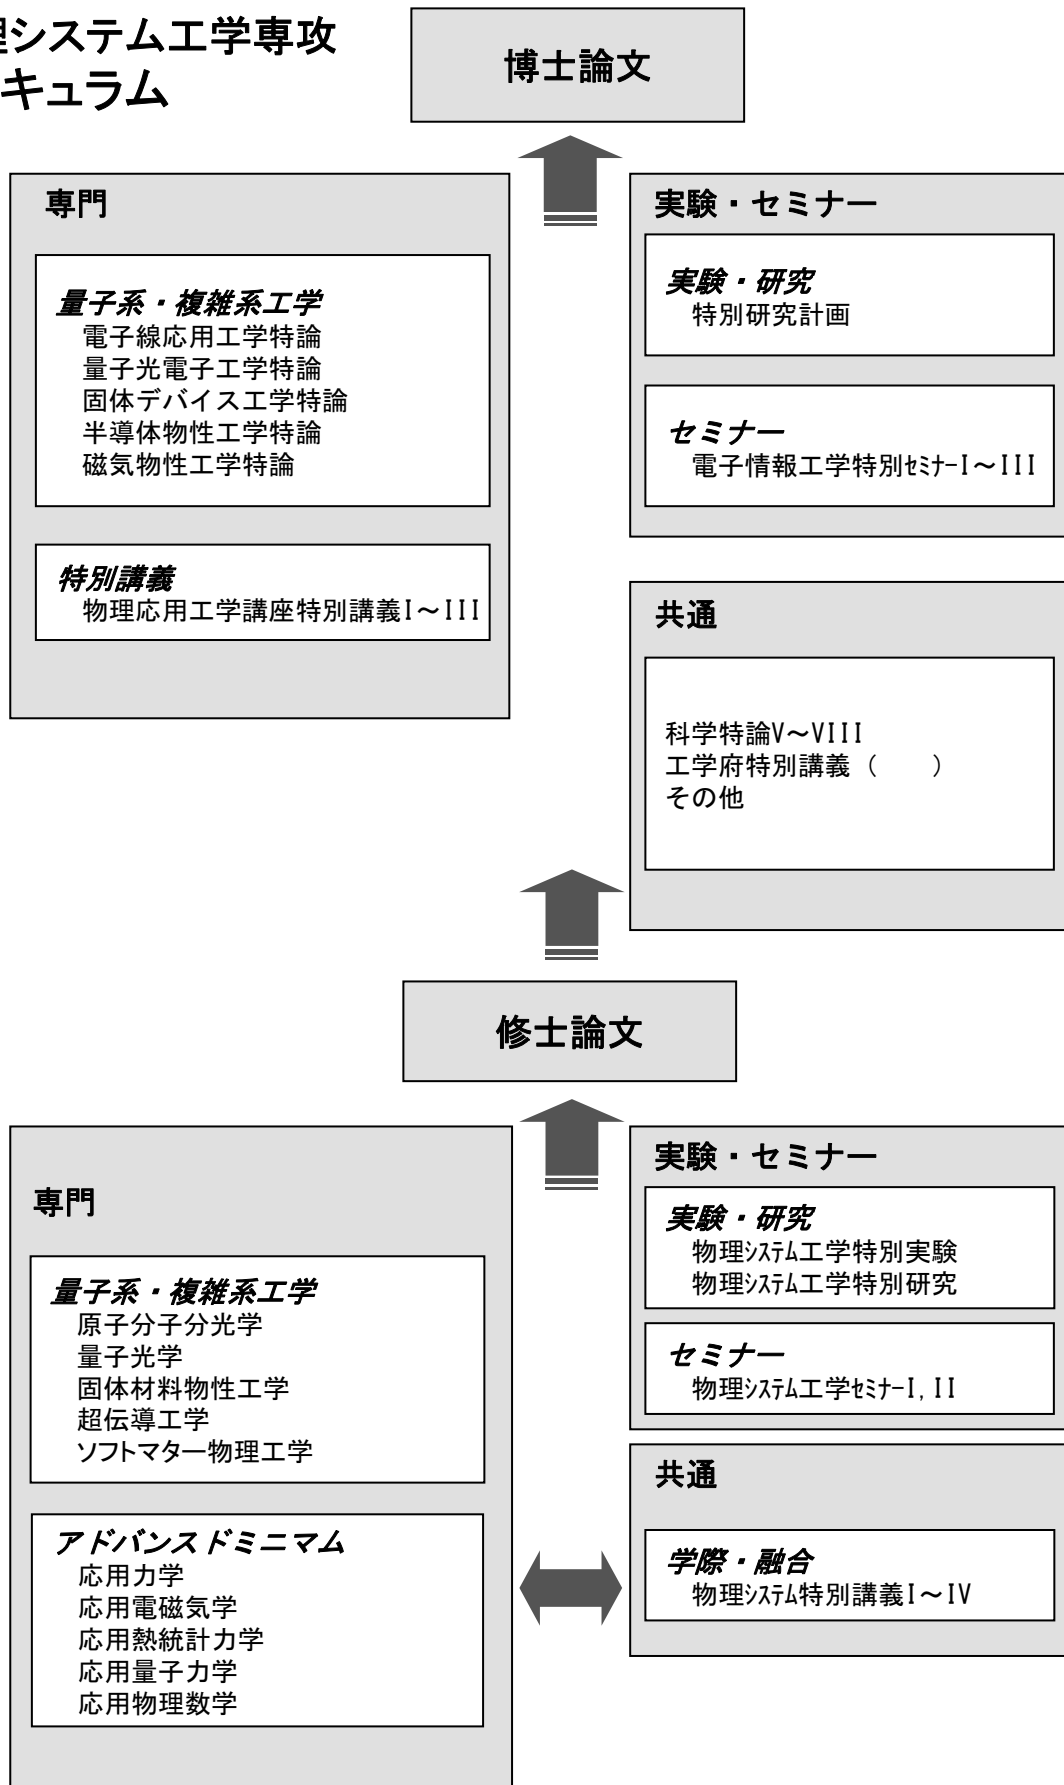 理システム工学専攻
キュラム
博士論文
専門
量子系・複雑系工学
電子線応用工学特論
量子光電子工学特論
固体デバイス工学特論
半導体物性工学特論
磁気物性工学特論
特別講義
物理応用工学講座特別講義I～III
実験・セミナー
実験・研究
特別研究計画
セミナー
電子情報工学特別ｾﾐﾅｰI～III
共通
科学特論V～VIII
工学府特別講義（　　）
その他
修士論文
専門
量子系・複雑系工学
原子分子分光学
量子光学
固体材料物性工学
超伝導工学
ソフトマター物理工学
アドバンスドミニマム
応用力学
応用電磁気学
応用熱統計力学
応用量子力学
応用物理数学
実験・セミナー
実験・研究
物理ｼｽﾃﾑ工学特別実験
物理ｼｽﾃﾑ工学特別研究
セミナー
物理ｼｽﾃﾑ工学ｾﾐﾅｰI, II
共通
学際・融合
物理ｼｽﾃﾑ特別講義I～IV